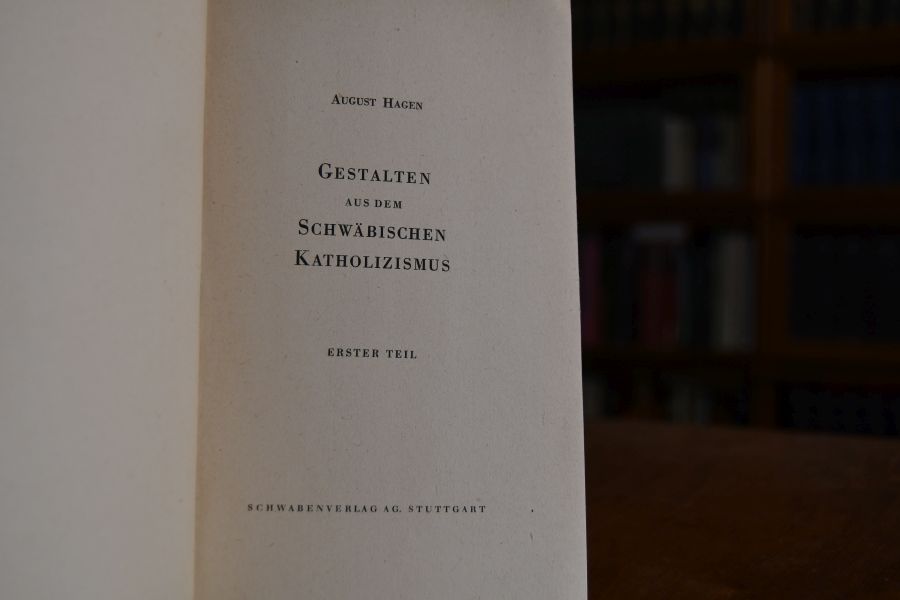 August Hagen
Gestalten
aus dem
Schwäbischen
Katholizismus
Erster Teil
Schwabenverlag AG. Stuttgart